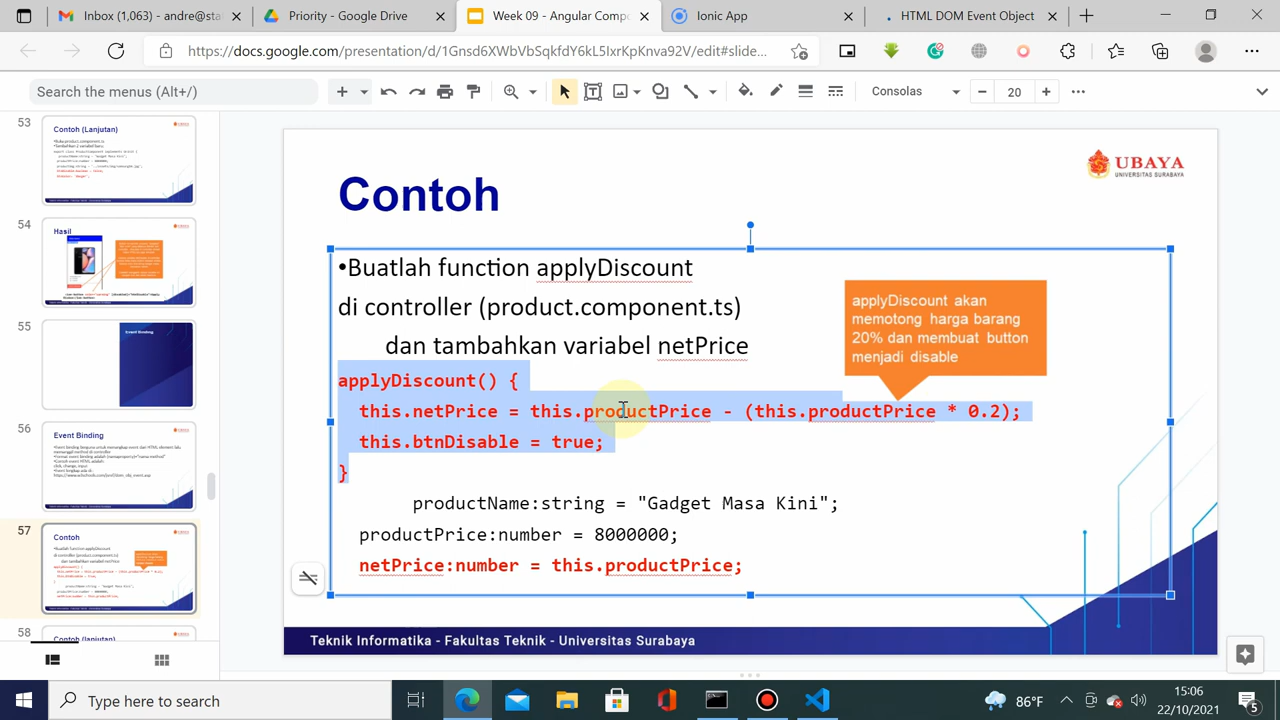 Inbox (1,063) - andre@sta
Priority - Google Drive
Week 09 - Angular Comp
Ionic App
HTML DOM Event Object
https://docs.google.com/presentation/d/1Gnsd6XWbVbSqkfdY6kL5IxrKpKnva92V/edit#slide...
Search the menus (Alt+/)
Consolas
20
53
Contoh (Lanjutan)
54
Hasil
55
Event Binding
56
Event Binding
57
Contoh
58
Contoh (lanjutan)
UBAYA
UNIVERSITAS SURABAYA
Contoh
•Buatlah function applyDiscount
di controller (product.component.ts)
dan tambahkan variabel netPrice
applyDiscount() {
this.netPrice = this.productPrice - (this.productPrice * 0.2);
this.btnDisable = true;
}
productName:string = "Gadget Masa Kini";
productPrice:number = 8000000;
netPrice:number = this.productPrice;
applyDiscount akan
memotong harga barang
20% dan membuat button
menjadi disable
Teknik Informatika - Fakultas Teknik - Universitas Surabaya
Type here to search
86°F
15:06
22/10/2021
5